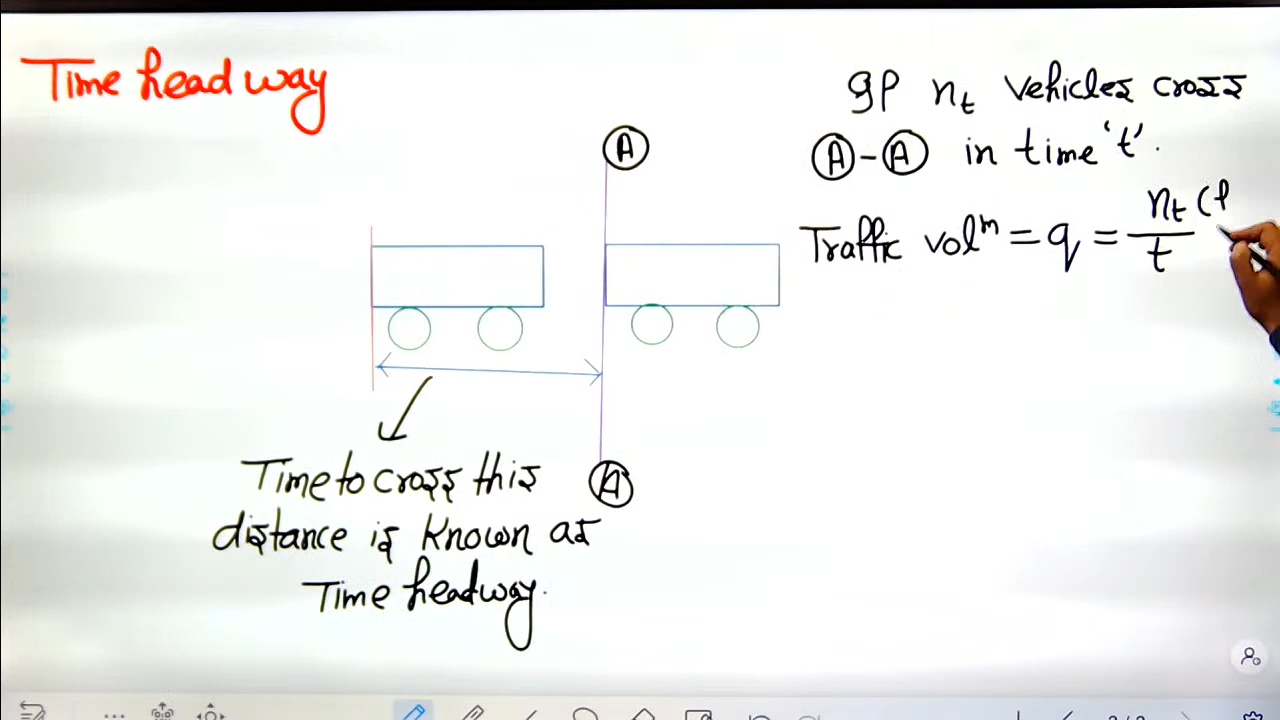 Time headway
A
If nt vehicles cross
A-A in time 't'.
Traffic volm = q = nt/t
Time to cross this
distance is known as
Time headway.
A